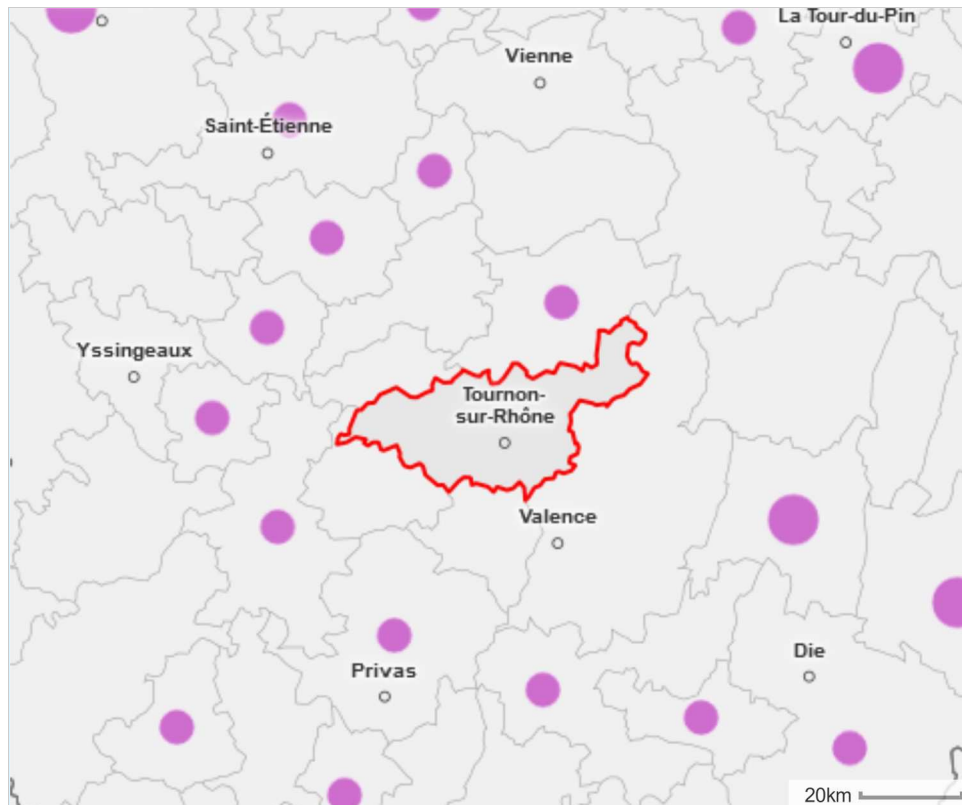 La Tour-du-Pin
Vienne
Saint-Étienne
Yssingeaux
Tournon-
sur-Rhône
Valence
Die
Privas
20km